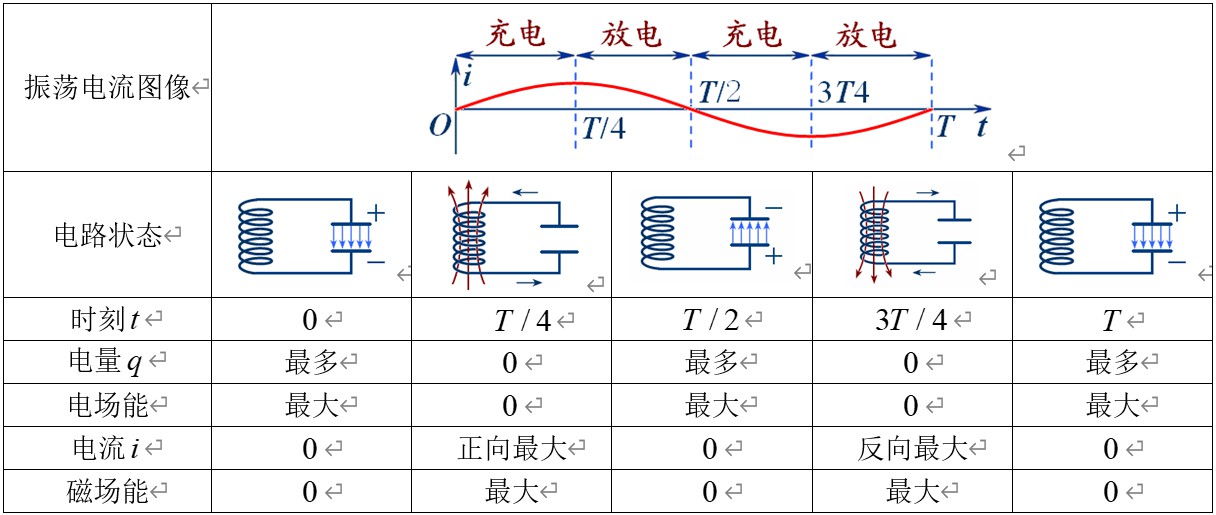 振荡电流图像↵
充电 放电 充电 放电
i
T/2 3T4
O T/4 T t
↵
电路状态↵
+ − ↵
↵
− + ↵
↵
+ − ↵
时刻t↵ 0↵ T / 4↵ T / 2↵ 3T / 4↵ T↵
电量q↵ 最多↵ 0↵ 最多↵ 0↵ 最多↵
电场能↵ 最大↵ 0↵ 最大↵ 0↵ 最大↵
电流i↵ 0↵ 正向最大↵ 0↵ 反向最大↵ 0↵
磁场能↵ 0↵ 最大↵ 0↵ 最大↵ 0↵